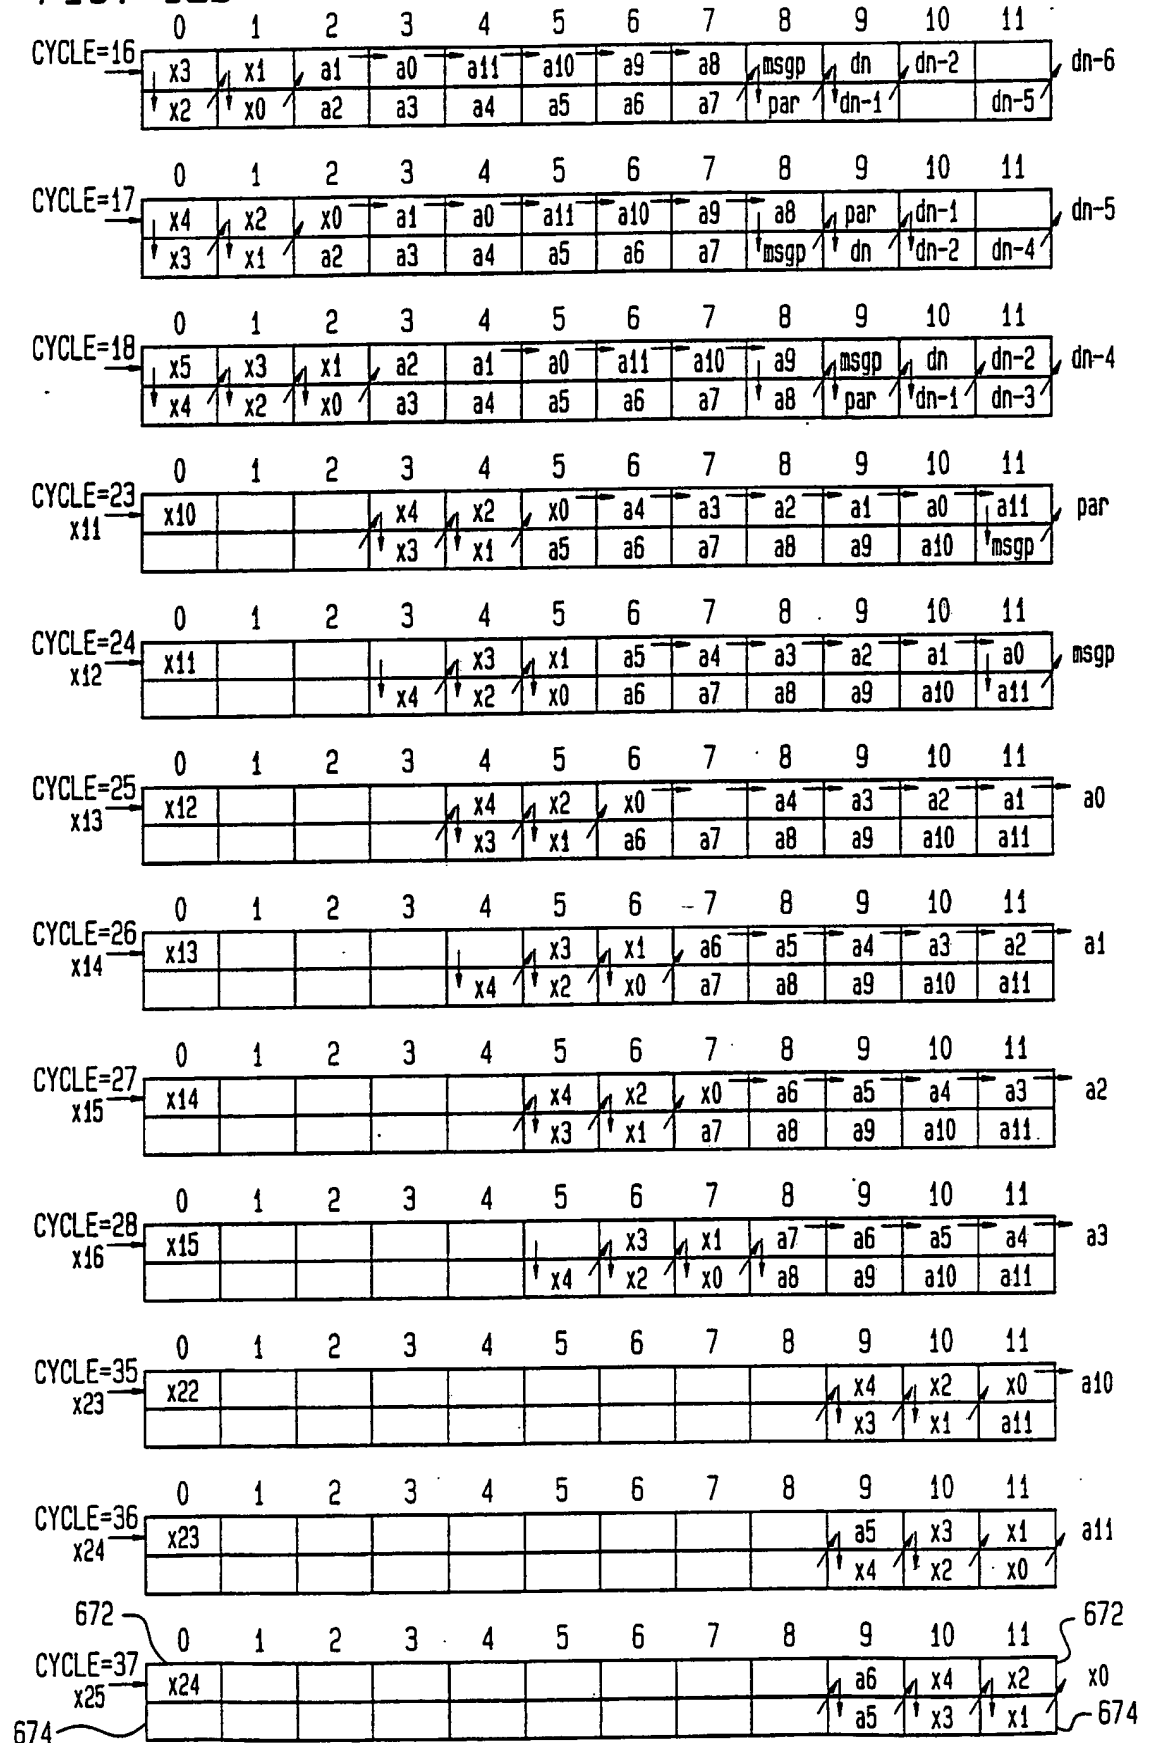 0 1 2 3 4 5 6 7 8 9 10 11
CYCLE=16 x3 x1 a1 a0 a11 a10 a9 a8 msgp dn dn-2 dn-6
x2 x0 a2 a3 a4 a5 a6 a7 par dn-1 dn-5
0 1 2 3 4 5 6 7 8 9 10 11
CYCLE=17 x4 x2 x0 a1 a0 a11 a10 a9 a8 par dn-1 dn-5
x3 x1 a2 a3 a4 a5 a6 a7 msgp dn dn-2 dn-4
0 1 2 3 4 5 6 7 8 9 10 11
CYCLE=18 x5 x3 x1 a2 a1 a0 a11 a10 a9 msgp dn dn-2 dn-4
x4 x2 x0 a3 a4 a5 a6 a7 a8 par dn-1 dn-3
0 1 2 3 4 5 6 7 8 9 10 11
CYCLE=23 x10 x4 x2 x0 a4 a3 a2 a1 a0 a11 par
x11 x3 x1 a5 a6 a7 a8 a9 a10 msgp
0 1 2 3 4 5 6 7 8 9 10 11
CYCLE=24 x11 x3 x1 a5 a4 a3 a2 a1 a0 msgp
x12 x4 x2 x0 a6 a7 a8 a9 a10 a11
0 1 2 3 4 5 6 7 8 9 10 11
CYCLE=25 x12 x4 x2 x0 a4 a3 a2 a1 a0
x13 x3 x1 a6 a7 a8 a9 a10 a11
0 1 2 3 4 5 6 7 8 9 10 11
CYCLE=26 x13 x3 x1 a6 a5 a4 a3 a2 a1
x14 x4 x2 x0 a7 a8 a9 a10 a11
0 1 2 3 4 5 6 7 8 9 10 11
CYCLE=27 x14 x4 x2 x0 a6 a5 a4 a3 a2
x15 x3 x1 a7 a8 a9 a10 a11
0 1 2 3 4 5 6 7 8 9 10 11
CYCLE=28 x15 x3 x1 a7 a6 a5 a4 a3
x16 x4 x2 x0 a8 a9 a10 a11
0 1 2 3 4 5 6 7 8 9 10 11
CYCLE=35 x22 x4 x2 x0 a10
x23 x3 x1 a11
0 1 2 3 4 5 6 7 8 9 10 11
CYCLE=36 x23 a5 x3 x1 a11
x24 x4 x2 x0
672 672
0 1 2 3 4 5 6 7 8 9 10 11
CYCLE=37 x24 a6 x4 x2 x0
x25 a5 x3 x1
674 674